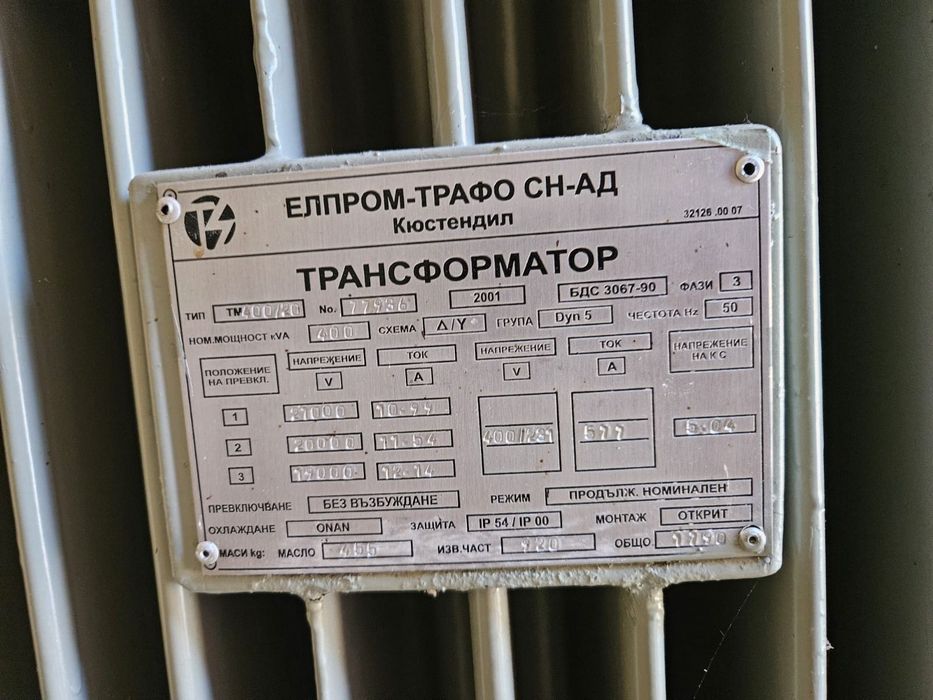 ЕЛПРОМ-ТРАФО СН-АД
Кюстендил
32126 .00 07
ТРАНСФОРМАТОР
ТИП ТМ400/20 No. 77936 2001 БДС 3067-90 ФАЗИ 3
НОМ.МОЩНОСТ кVA 400 СХЕМА Δ/Y ГРУПА Dyn 5 ЧЕСТОТА Hz 50
ПОЛОЖЕНИЕ НА ПРЕВКЛ. НАПРЕЖЕНИЕ V ТОК A НАПРЕЖЕНИЕ V ТОК A НАПРЕЖЕНИЕ НА К С
1 21000 10.99
2 20000 11.54 400/231 577 5.04
3 19000 12.14
ПРЕВКЛЮЧВАНЕ БЕЗ ВЪЗБУЖДАНЕ РЕЖИМ ПРОДЪЛЖ. НОМИНАЛЕН
ОХЛАЖДАНЕ ONAN ЗАЩИТА IP 54 / IP 00 МОНТАЖ ОТКРИТ
МАСИ kg: МАСЛО 455 ИЗВ.ЧАСТ 920 ОБЩО 1790